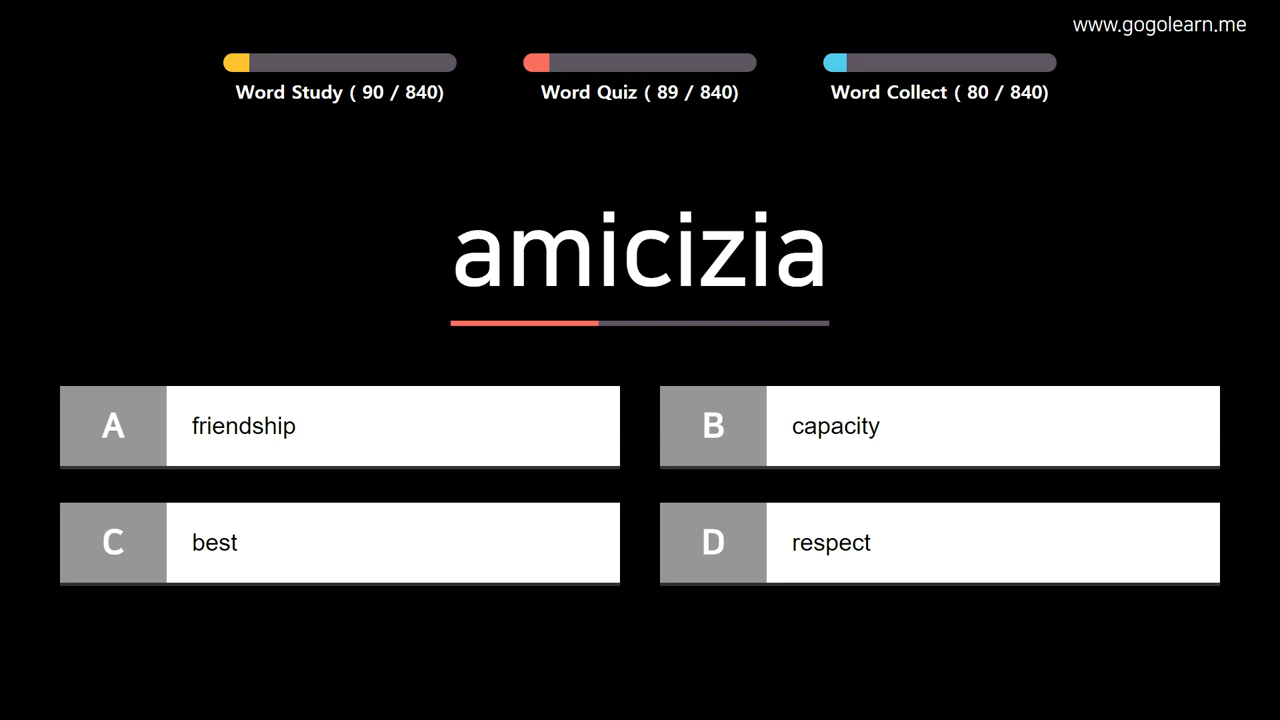 www.gogolearn.me
Word Study ( 90 / 840)
Word Quiz ( 89 / 840)
Word Collect ( 80 / 840)
amicizia
A friendship
B capacity
C best
D respect